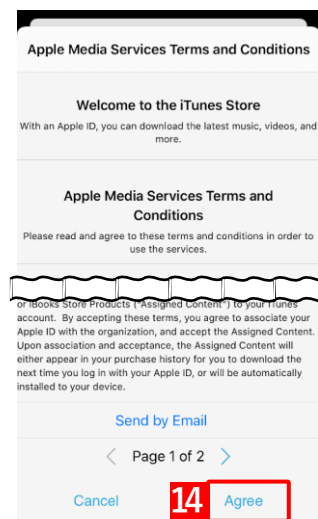 Apple Media Services Terms and Conditions
Welcome to the iTunes Store
With an Apple ID, you can download the latest music, videos, and
more.
Apple Media Services Terms and
Conditions
Please read and agree to these terms and conditions in order to
use the services.
or iBooks Store Products ("Assigned Content") to your iTunes
account. By accepting these terms, you agree to associate your
Apple ID with the organization, and accept the Assigned Content.
Upon association and acceptance, the Assigned Content will
either appear in your purchase history for you to download the
next time you log in with your Apple ID, or will be automatically
installed to your device.
Send by Email
< Page 1 of 2 >
Cancel 14 Agree